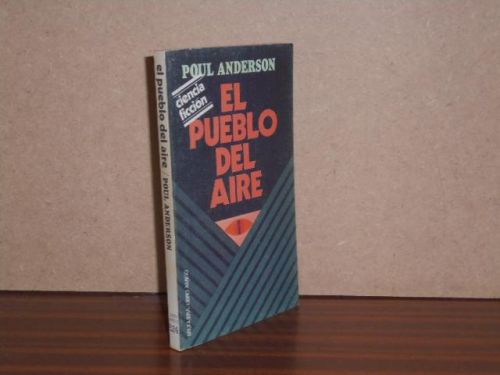 POUL ANDERSON
ciencia
ficción
EL
PUEBLO
DEL
AIRE
el pueblo del aire / POUL ANDERSON